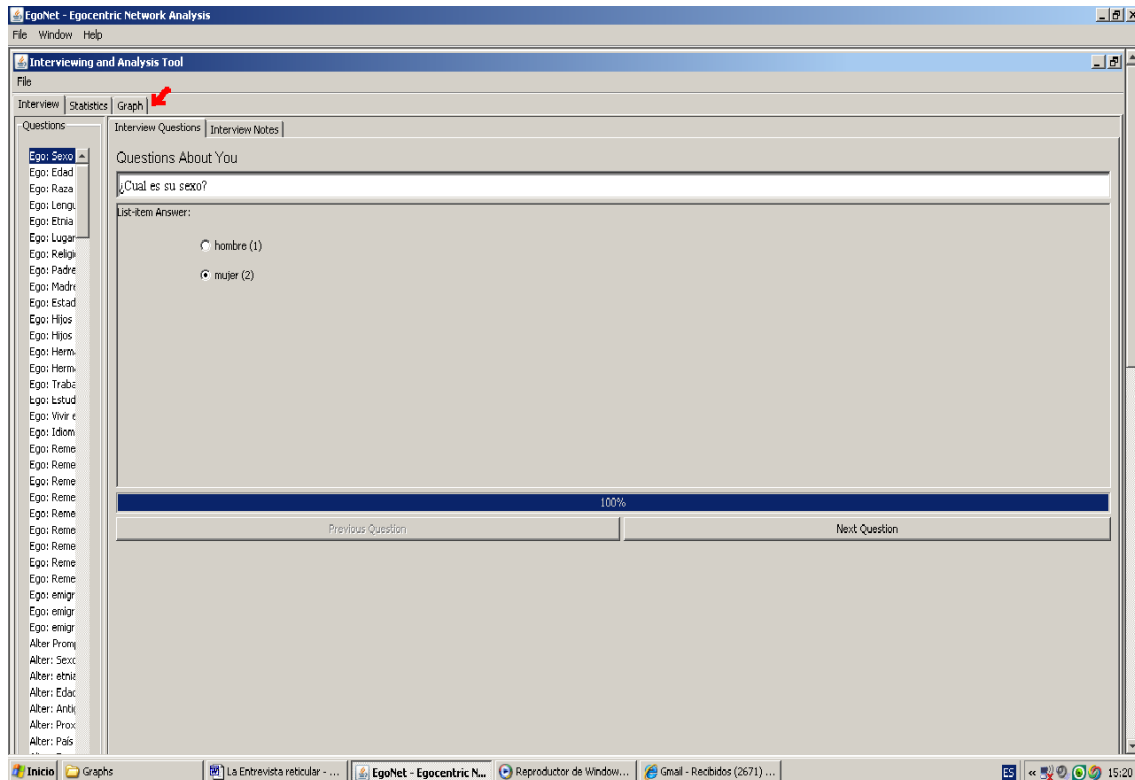 EgoNet - Egocentric Network Analysis
File Window Help
Interviewing and Analysis Tool
File
Interview Statistics Graph
Questions
Interview Questions Interview Notes
Ego: Sexo
Ego: Edad
Ego: Raza
Ego: Lengu
Ego: Etnia
Ego: Lugar
Ego: Religi
Ego: Padre
Ego: Madre
Ego: Estad
Ego: Hijos
Ego: Hijos
Ego: Herm
Ego: Herm
Ego: Traba
Ego: Estud
Ego: Vivir e
Ego: Idiom
Ego: Reme
Ego: Reme
Ego: Reme
Ego: Reme
Ego: Reme
Ego: Reme
Ego: Reme
Ego: Reme
Ego: Reme
Ego: emigr
Ego: emigr
Ego: emigr
Alter Promp
Alter: Sexo
Alter: etnia
Alter: Edad
Alter: Antig
Alter: Prox
Alter: País
Questions About You
¿Cual es su sexo?
List-item Answer:
hombre (1)
mujer (2)
100%
Previous Question Next Question
Inicio Graphs La Entrevista reticular - ... EgoNet - Egocentric N... Reproductor de Window... Gmail - Recibidos (2671) ... ES « 15:20